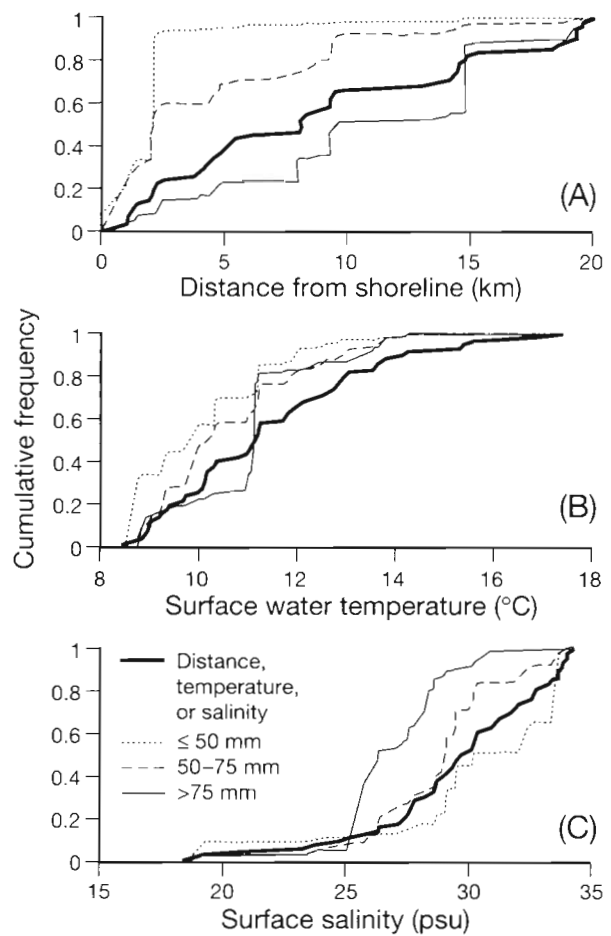 1
0.8
0.6
0.4
0.2
0
(A)
0 5 10 15 20
Distance from shoreline (km)
Cumulative frequency
1
0.8
0.6
0.4
0.2
0
(B)
8 10 12 14 16 18
Surface water temperature (°C)
1
0.8
0.6
0.4
0.2
0
Distance,
temperature,
or salinity
≤ 50 mm
50–75 mm
>75 mm
(C)
15 20 25 30 35
Surface salinity (psu)